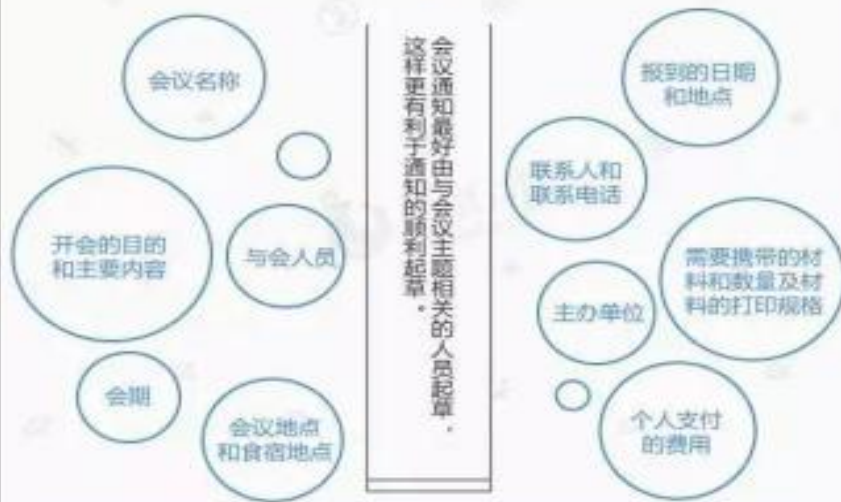 会议名称
开会的目的
和主要内容
与会人员
会期
会议地点
和食宿地点
会议通知最好由与会议主题相关的人员起草，
这样更有利于通知的顺利起草。
报到的日期
和地点
联系人和
联系电话
需要携带的材
料和数量及材
料的打印规格
主办单位
个人支付
的费用